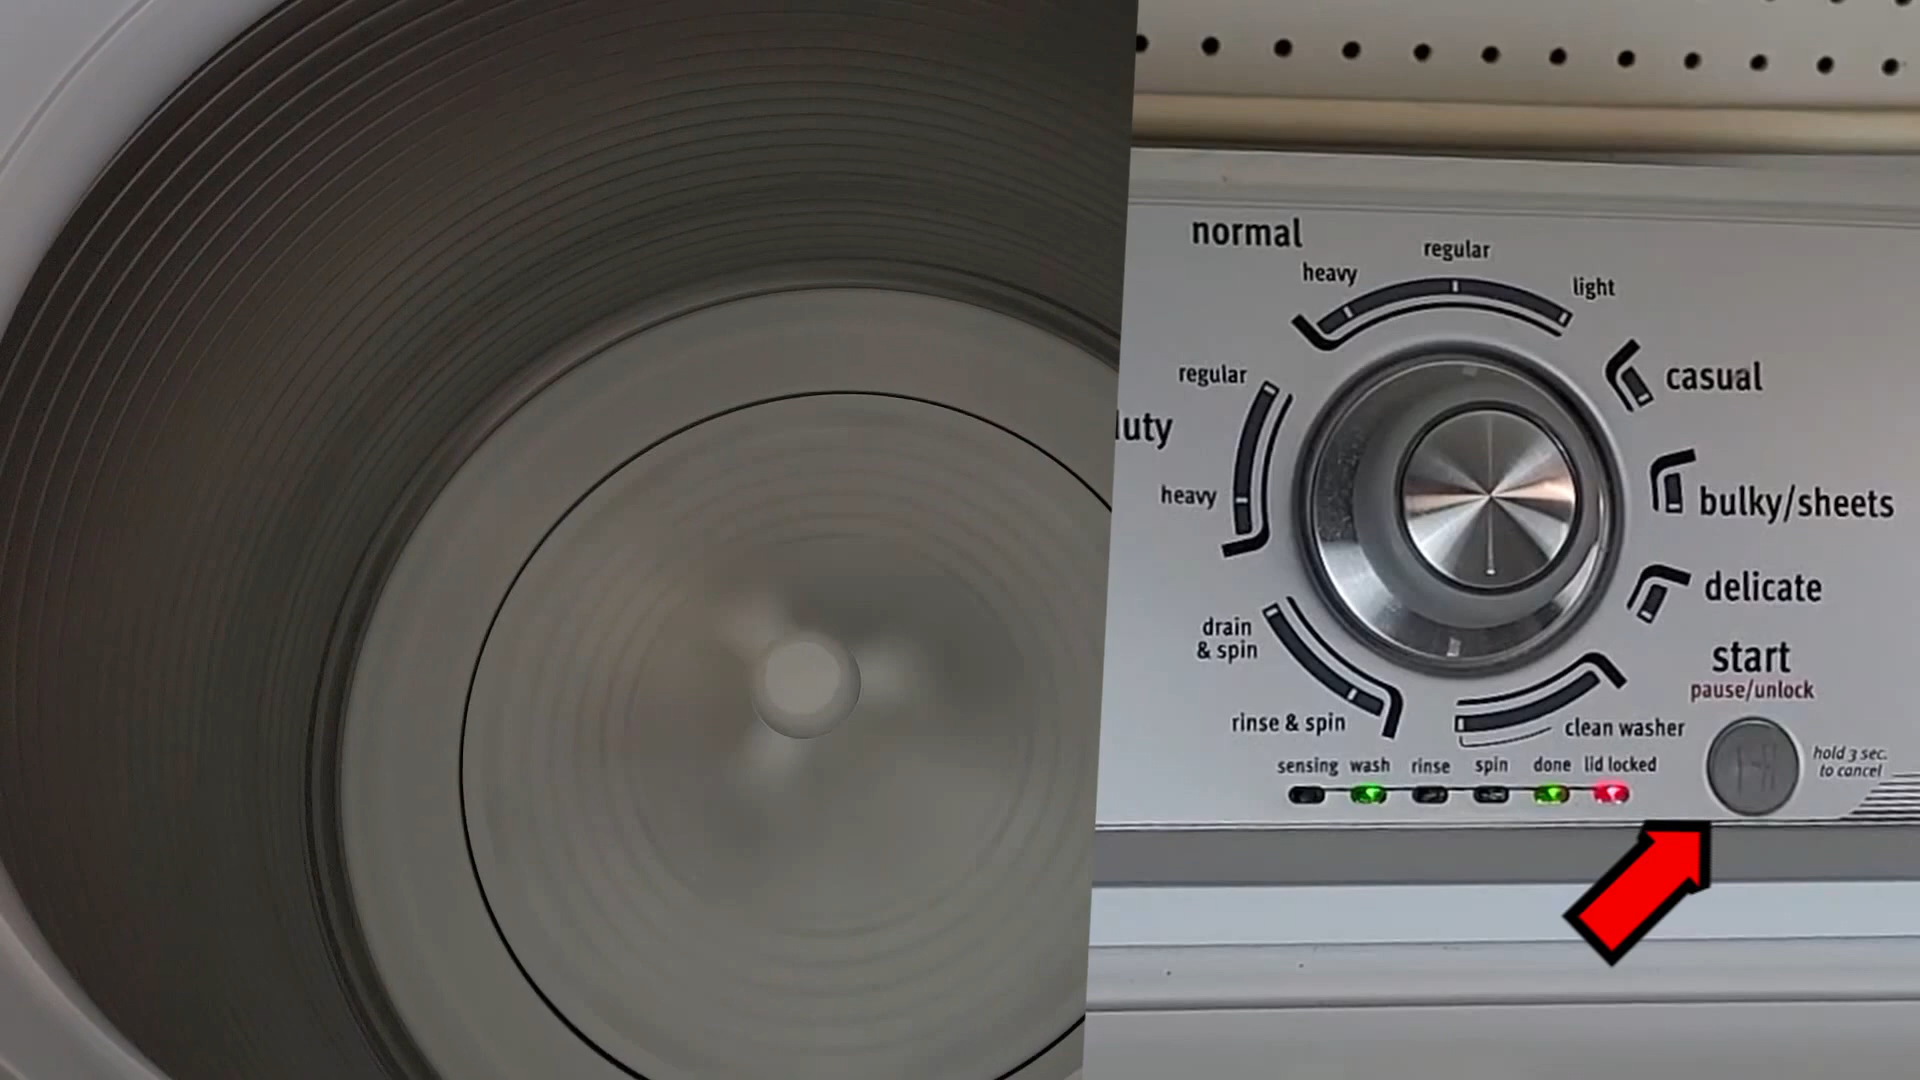 normal
regular
heavy
light
regular
casual
luty
heavy
bulky/sheets
delicate
drain
& spin
start
pause/unlock
rinse & spin
clean washer
hold 3 sec.
to cancel
sensing wash rinse spin done lid locked